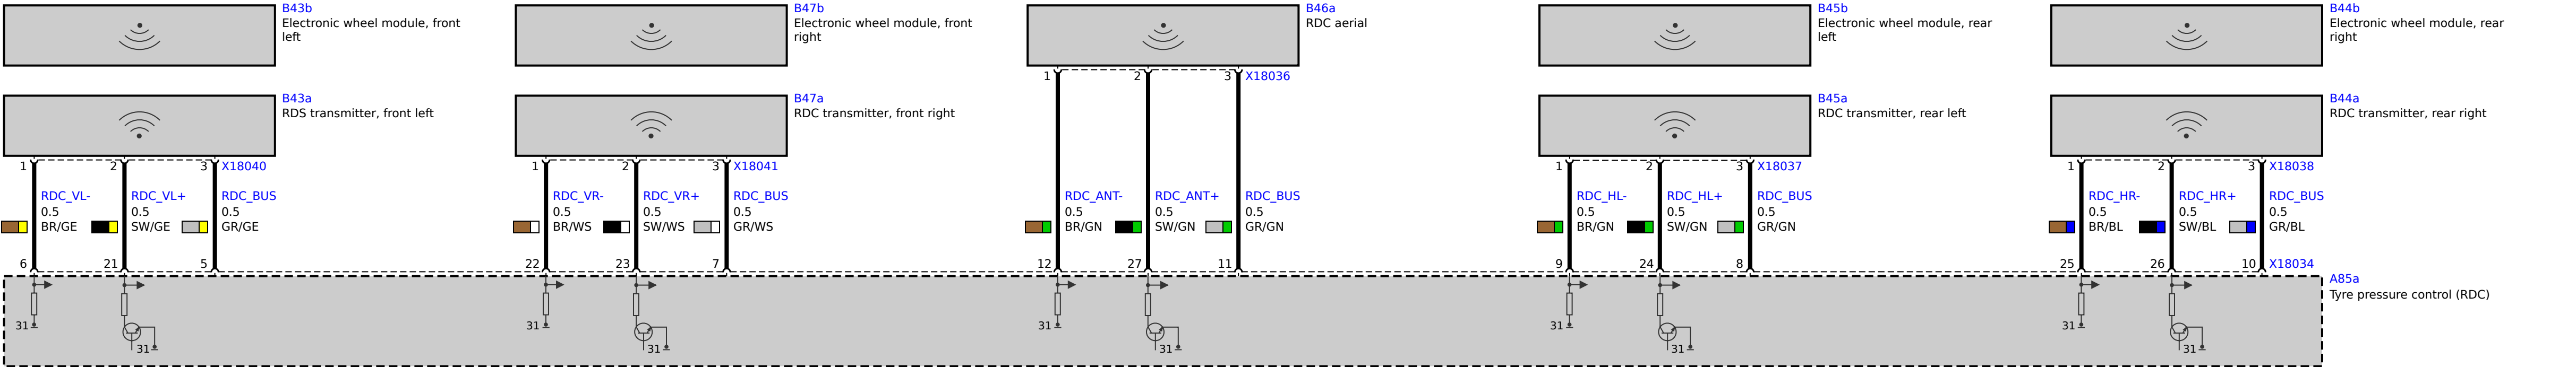 B43b
Electronic wheel module, front
left
B47b
Electronic wheel module, front
right
B46a
RDC aerial
B45b
Electronic wheel module, rear
left
B44b
Electronic wheel module, rear
right
1 2 3 X18036
B43a
RDS transmitter, front left
B47a
RDC transmitter, front right
B45a
RDC transmitter, rear left
B44a
RDC transmitter, rear right
1 2 3 X18040
1 2 3 X18041
1 2 3 X18037
1 2 3 X18038
RDC_VL- RDC_VL+ RDC_BUS
0.5 0.5 0.5
BR/GE SW/GE GR/GE
RDC_VR- RDC_VR+ RDC_BUS
0.5 0.5 0.5
BR/WS SW/WS GR/WS
RDC_ANT- RDC_ANT+ RDC_BUS
0.5 0.5 0.5
BR/GN SW/GN GR/GN
RDC_HL- RDC_HL+ RDC_BUS
0.5 0.5 0.5
BR/GN SW/GN GR/GN
RDC_HR- RDC_HR+ RDC_BUS
0.5 0.5 0.5
BR/BL SW/BL GR/BL
6 21 5 22 23 7 12 27 11 9 24 8 25 26 10 X18034
A85a
Tyre pressure control (RDC)
31 31 31 31 31
31 31 31 31 31